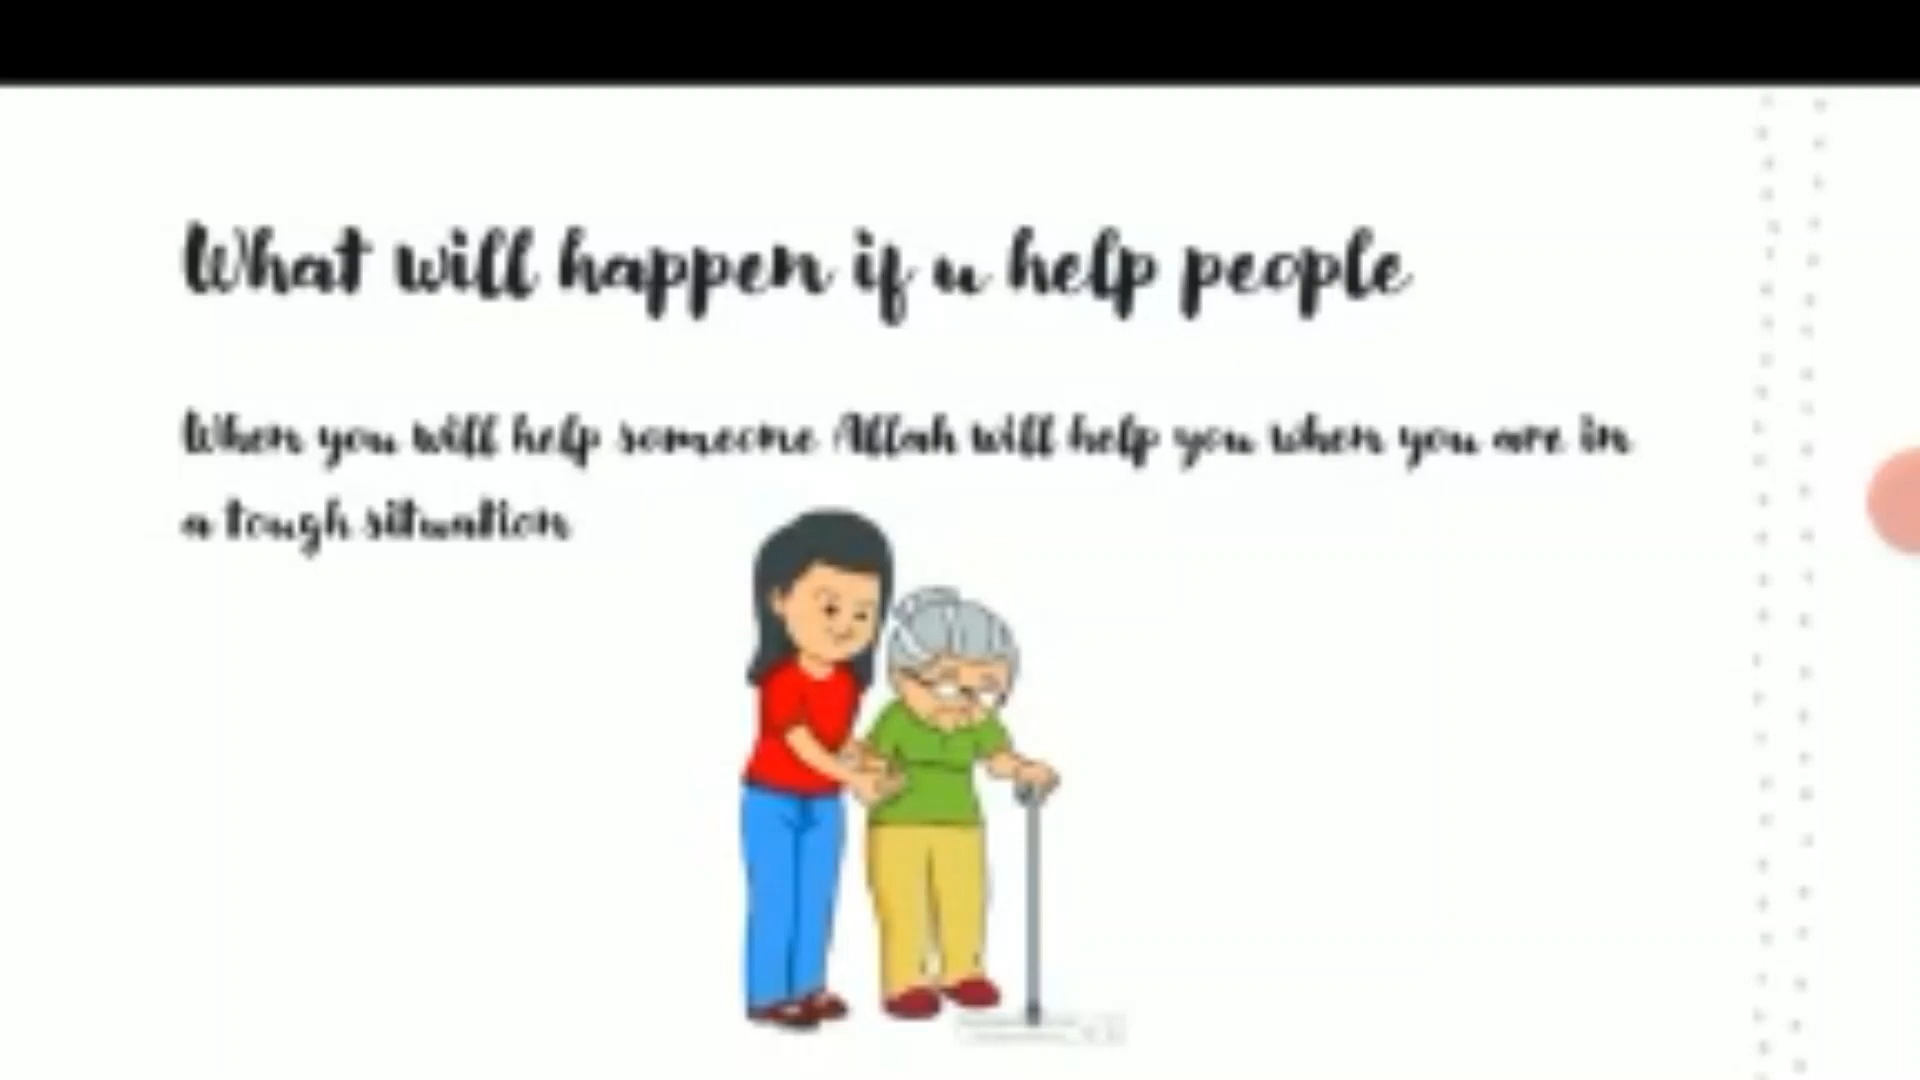 What will happen if u help people
When you will help someone Allah will help you when you are in
a tough situation